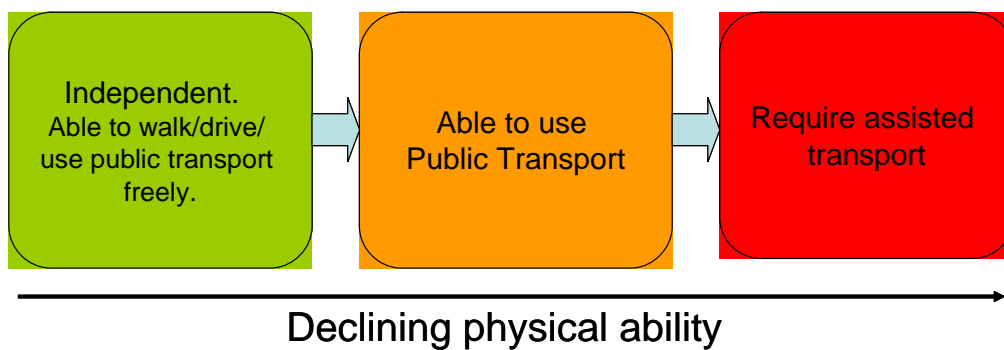 Independent.
Able to walk/drive/
use public transport
freely.
Able to use
Public Transport
Require assisted
transport
Declining physical ability